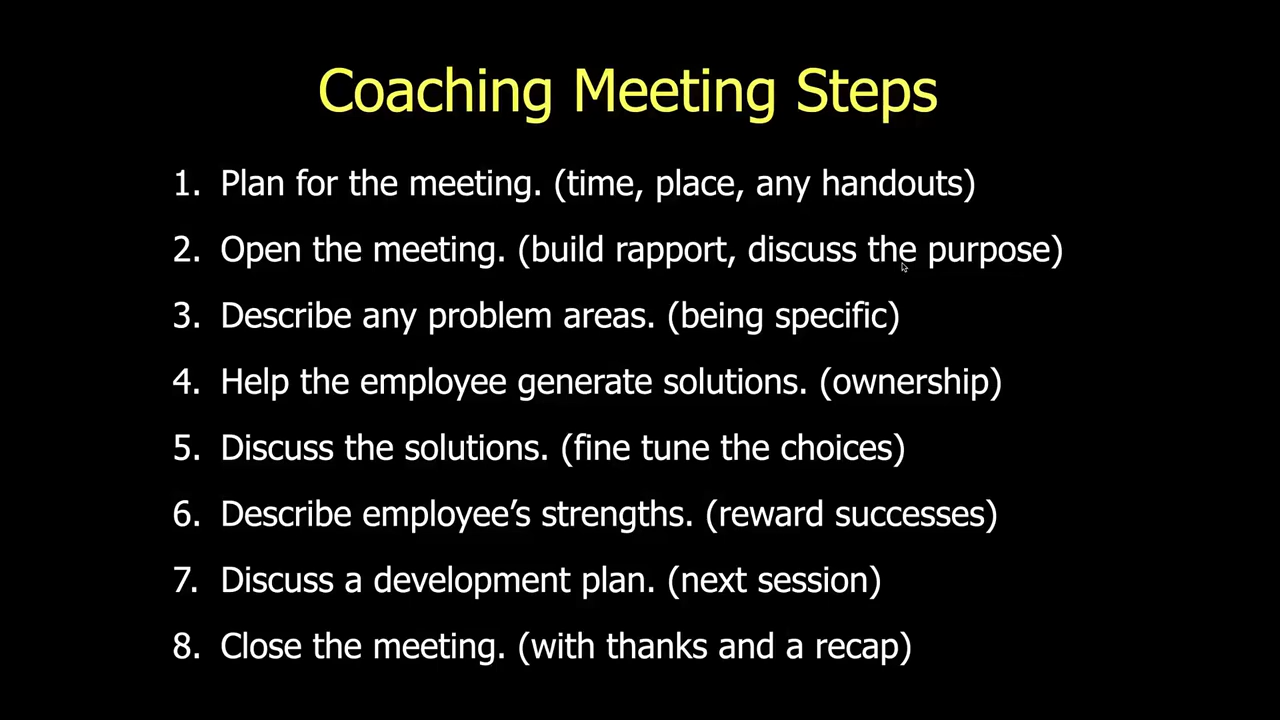 Coaching Meeting Steps
1. Plan for the meeting. (time, place, any handouts)
2. Open the meeting. (build rapport, discuss the purpose)
3. Describe any problem areas. (being specific)
4. Help the employee generate solutions. (ownership)
5. Discuss the solutions. (fine tune the choices)
6. Describe employee’s strengths. (reward successes)
7. Discuss a development plan. (next session)
8. Close the meeting. (with thanks and a recap)